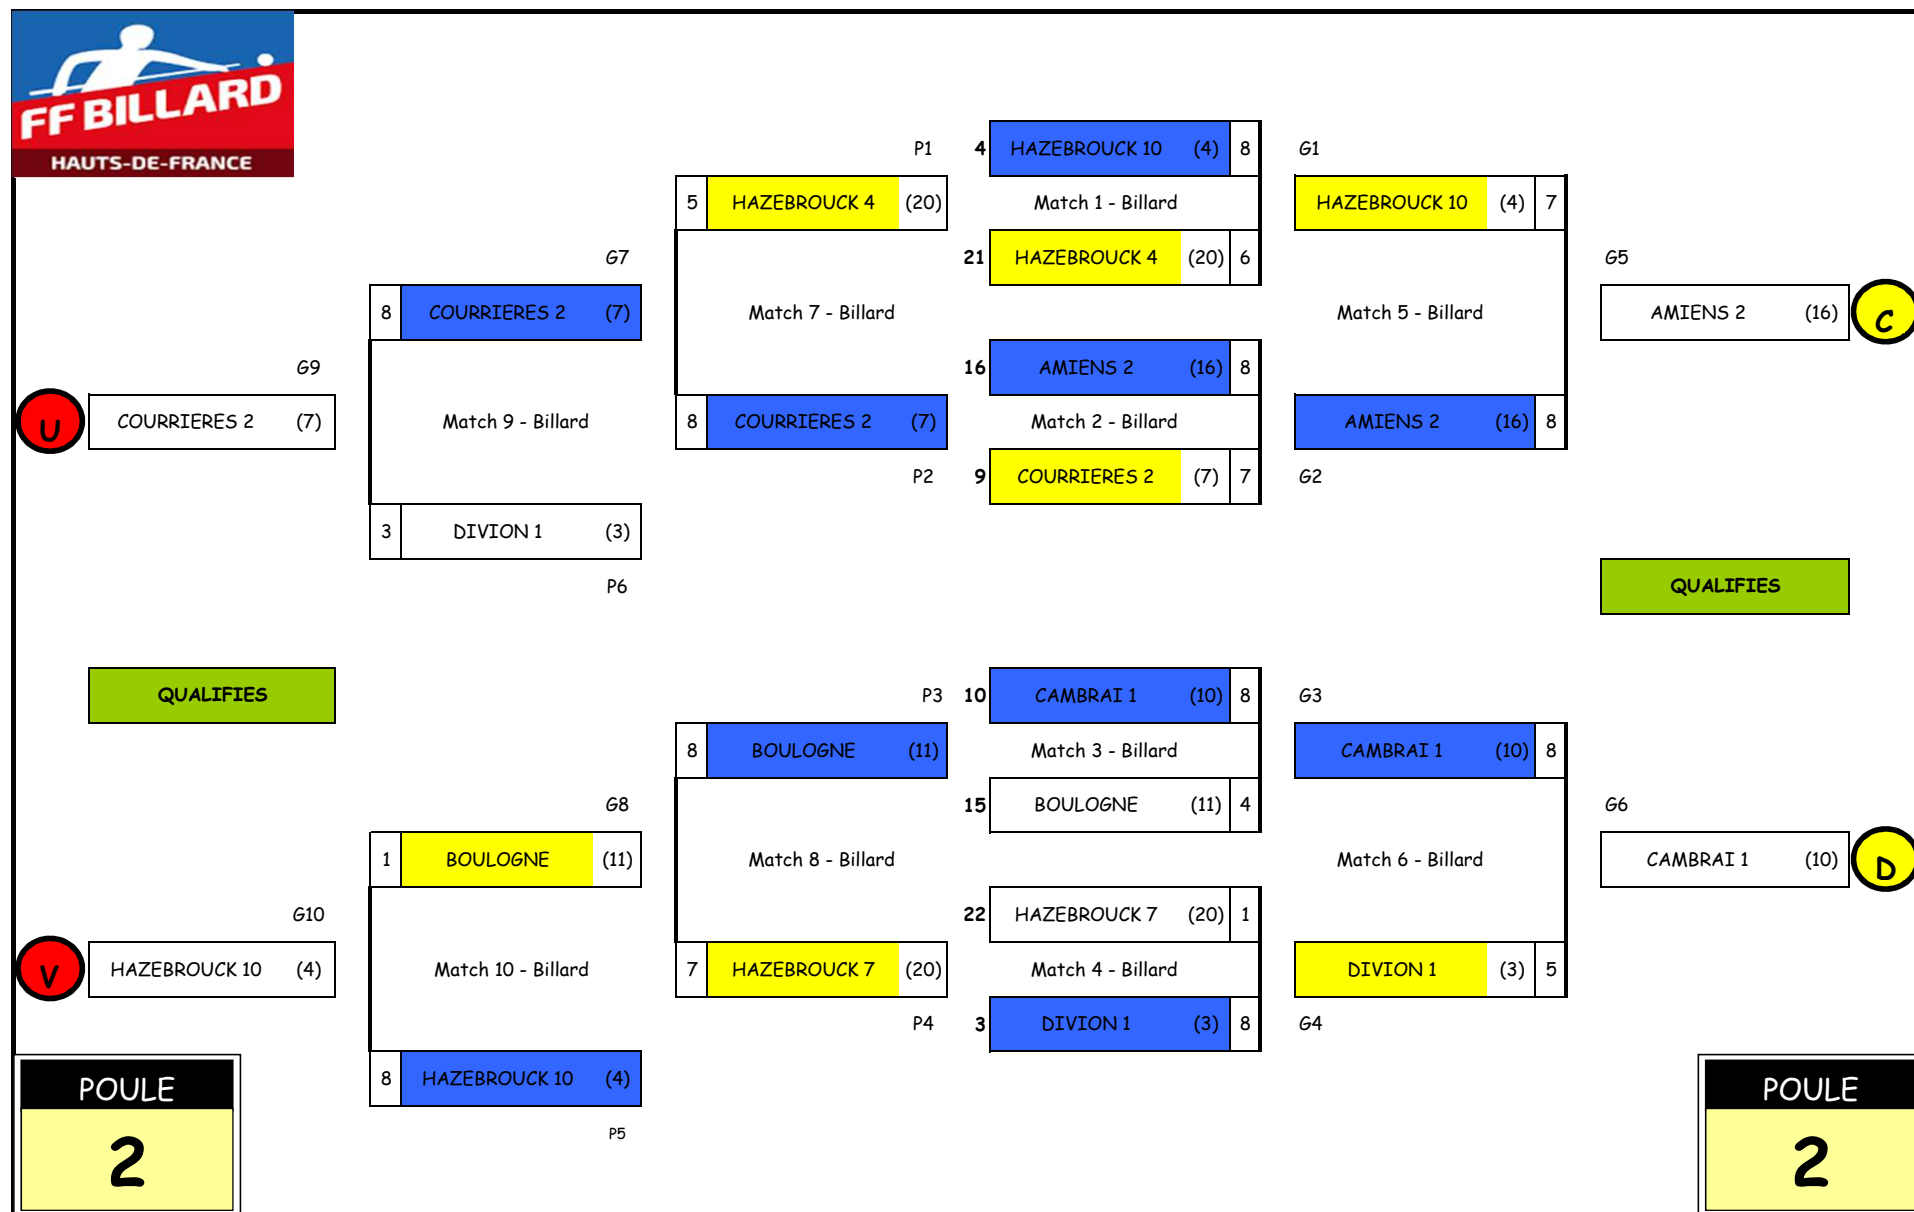 FF BILLARD
HAUTS-DE-FRANCE
P1 4 HAZEBROUCK 10 (4) 8 G1
5 HAZEBROUCK 4 (20) Match 1 - Billard HAZEBROUCK 10 (4) 7
G7 21 HAZEBROUCK 4 (20) 6 G5
8 COURRIERES 2 (7) Match 7 - Billard Match 5 - Billard AMIENS 2 (16) C
G9 16 AMIENS 2 (16) 8
U COURRIERES 2 (7) Match 9 - Billard 8 COURRIERES 2 (7) Match 2 - Billard AMIENS 2 (16) 8
P2 9 COURRIERES 2 (7) 7 G2
3 DIVION 1 (3)
P6 QUALIFIES
QUALIFIES P3 10 CAMBRAI 1 (10) 8 G3
8 BOULOGNE (11) Match 3 - Billard CAMBRAI 1 (10) 8
G8 15 BOULOGNE (11) 4 G6
1 BOULOGNE (11) Match 8 - Billard Match 6 - Billard CAMBRAI 1 (10) D
G10 22 HAZEBROUCK 7 (20) 1
V HAZEBROUCK 10 (4) Match 10 - Billard 7 HAZEBROUCK 7 (20) Match 4 - Billard DIVION 1 (3) 5
P4 3 DIVION 1 (3) 8 G4
8 HAZEBROUCK 10 (4)
POULE POULE
P5
2 2